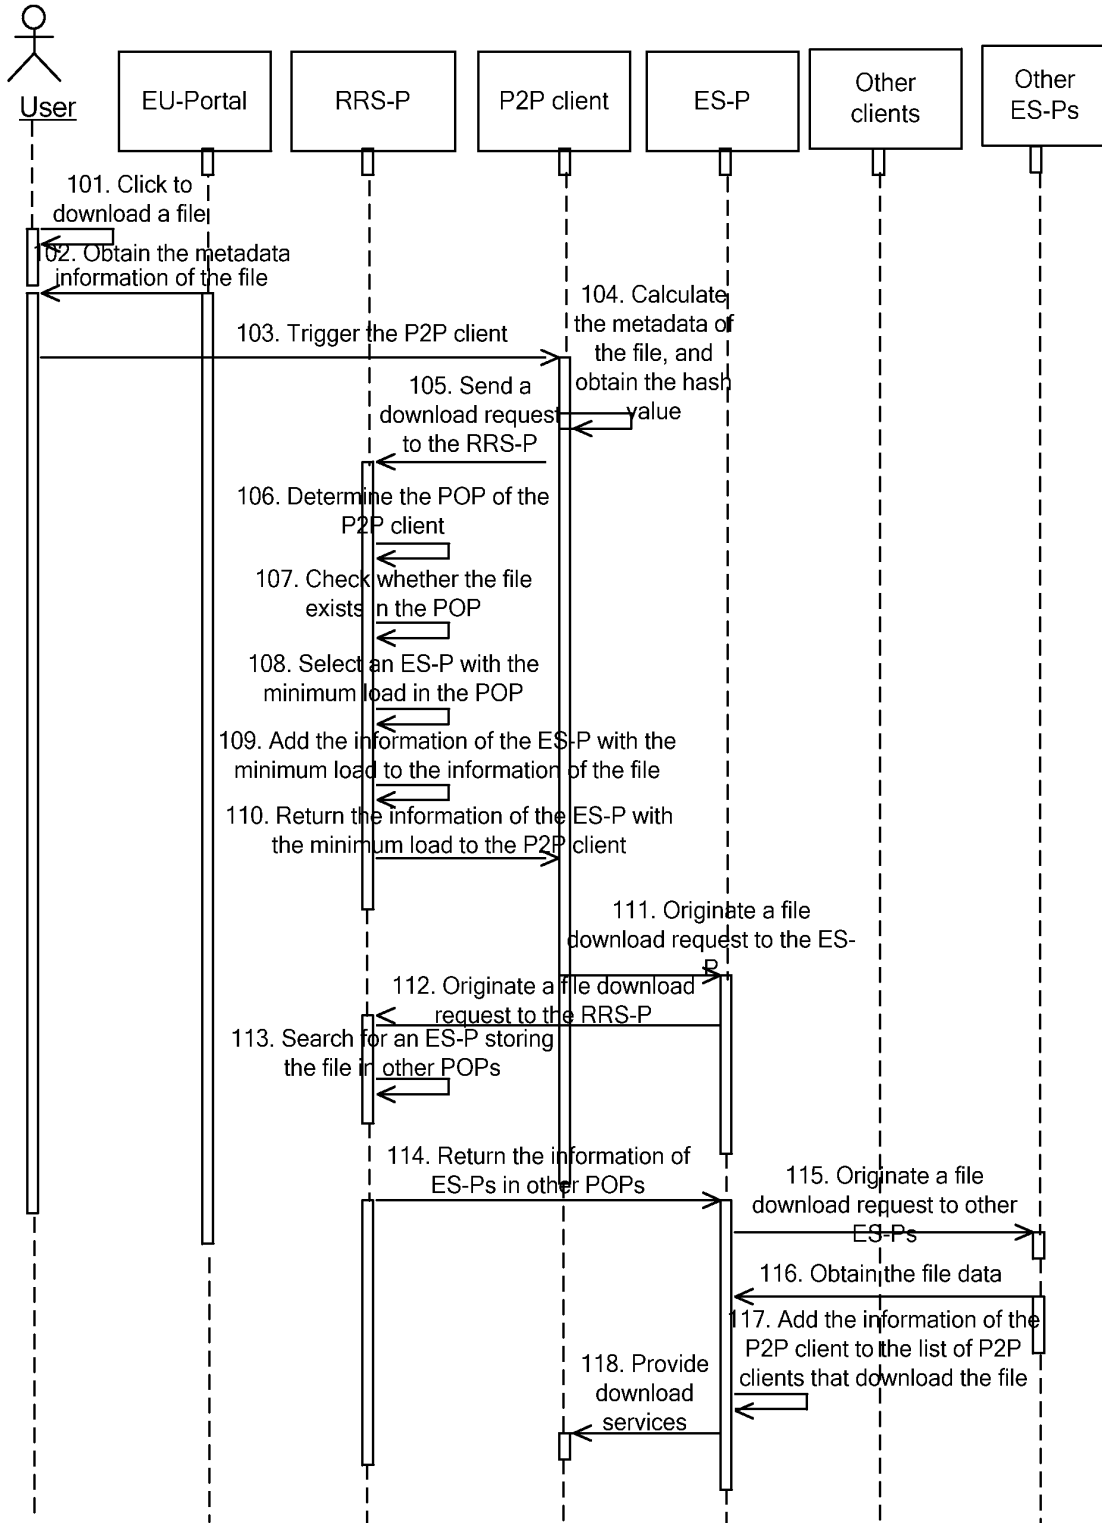 User
EU-Portal
RRS-P
P2P client
ES-P
Other
clients
Other
ES-Ps
101. Click to
download a file
102. Obtain the metadata
information of the file
103. Trigger the P2P client
104. Calculate
the metadata of
the file, and
obtain the hash
value
105. Send a
download request
to the RRS-P
106. Determine the POP of the
P2P client
107. Check whether the file
exists in the POP
108. Select an ES-P with the
minimum load in the POP
109. Add the information of the ES-P with the
minimum load to the information of the file
110. Return the information of the ES-P with
the minimum load to the P2P client
111. Originate a file
download request to the ES-
P
112. Originate a file download
request to the RRS-P
113. Search for an ES-P storing
the file in other POPs
114. Return the information of
ES-Ps in other POPs
115. Originate a file
download request to other
ES-Ps
116. Obtain the file data
117. Add the information of the
P2P client to the list of P2P
clients that download the file
118. Provide
download
services